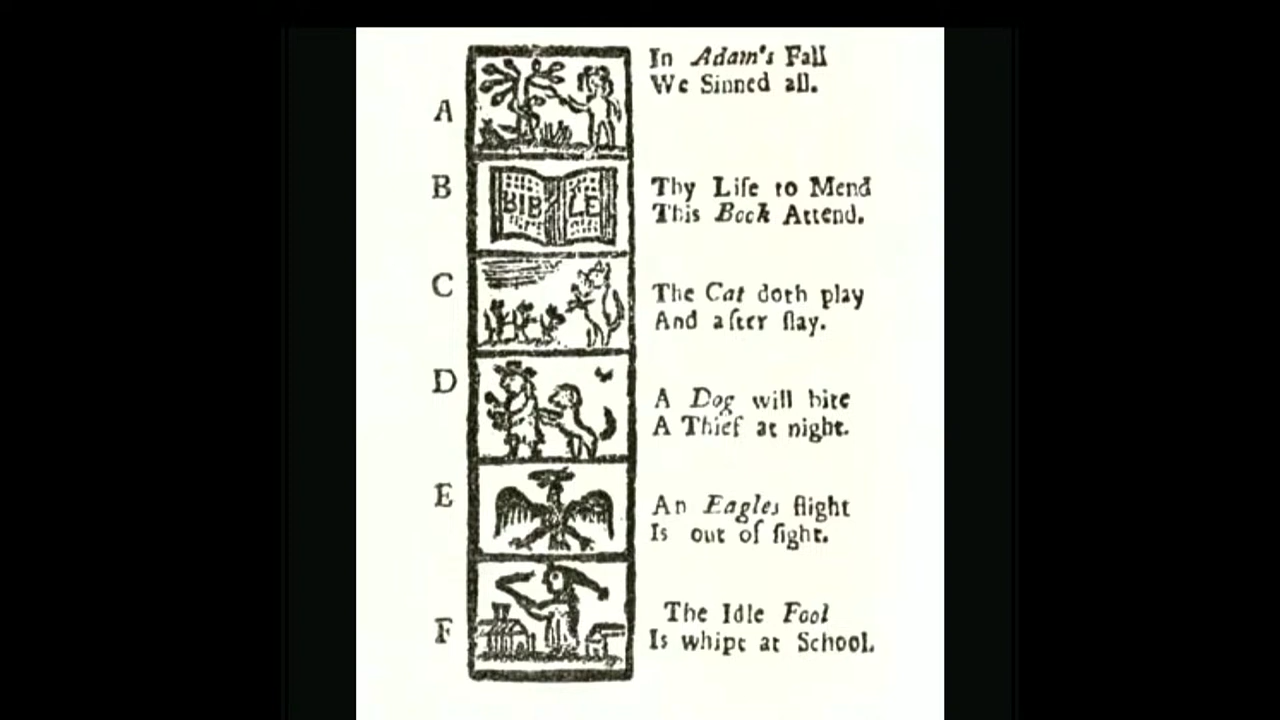 A
In Adam's Fall
We Sinned all.
B
BIBLE
Thy Life to Mend
This Book Attend.
C
The Cat doth play
And after ſlay.
D
A Dog will bite
A Thief at night.
E
An Eagles flight
Is out of ſight.
F
The Idle Fool
Is whipt at School.